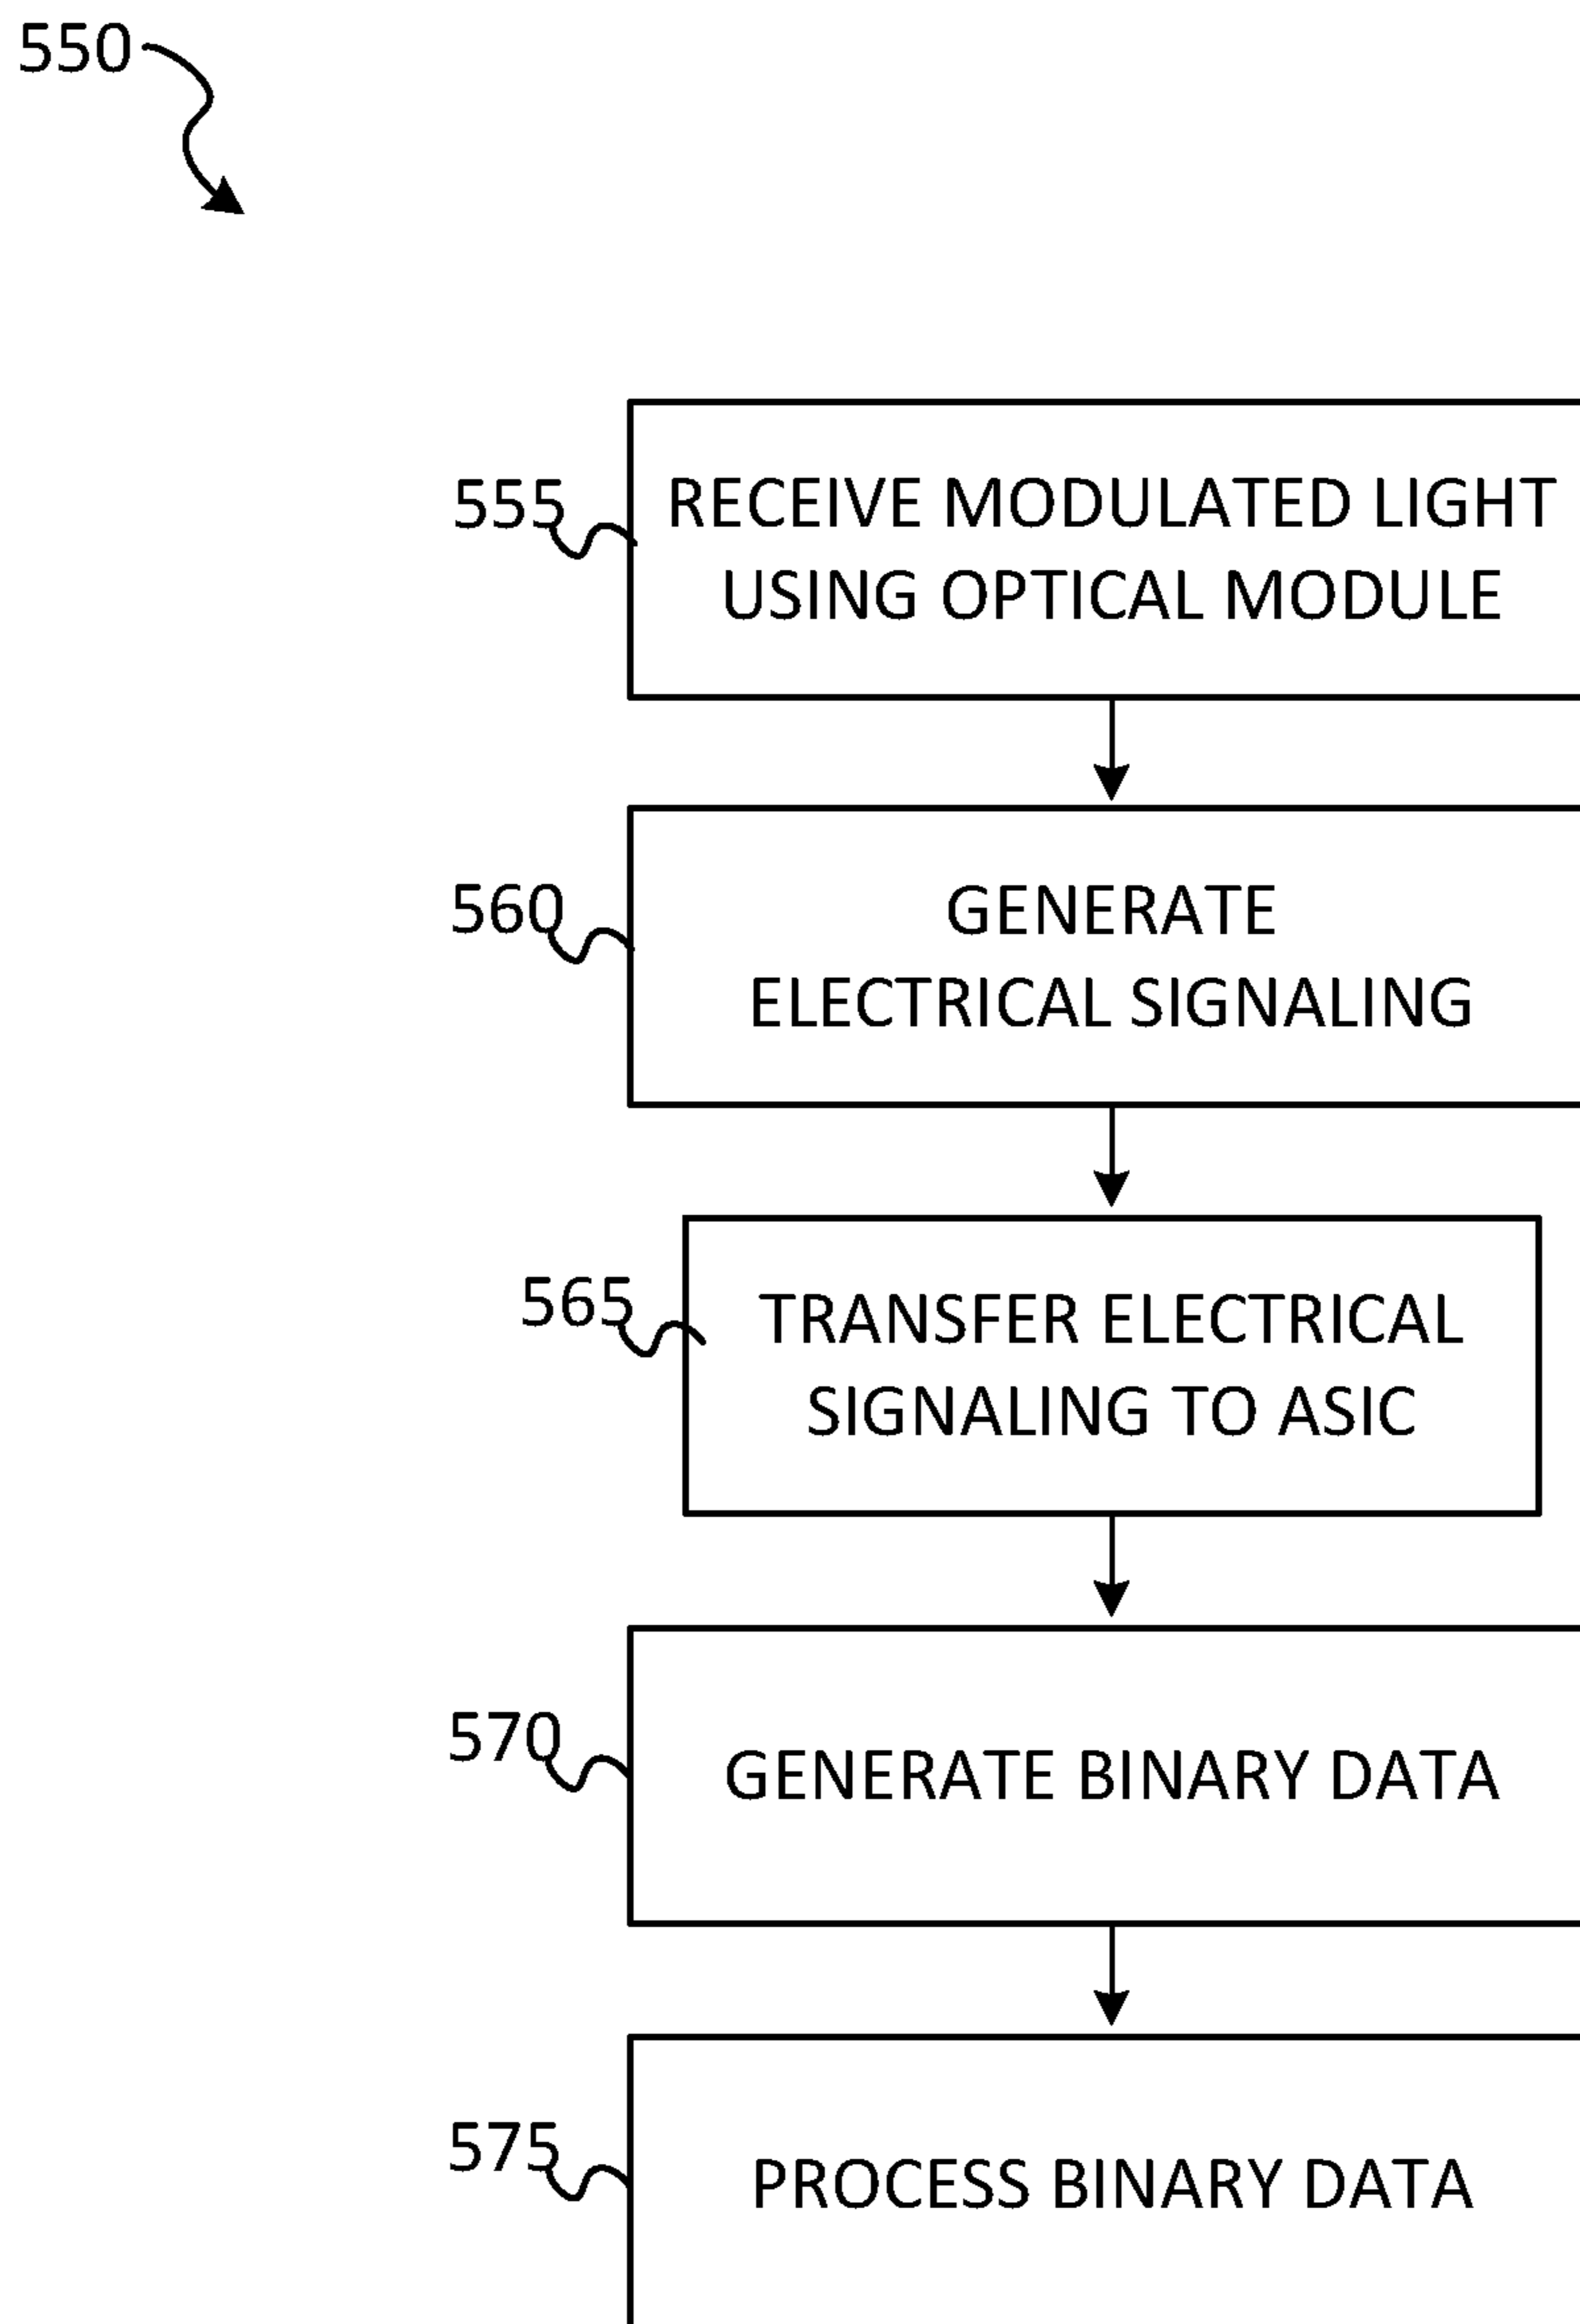 550
555
RECEIVE MODULATED LIGHT
USING OPTICAL MODULE
560
GENERATE
ELECTRICAL SIGNALING
565
TRANSFER ELECTRICAL
SIGNALING TO ASIC
570
GENERATE BINARY DATA
575
PROCESS BINARY DATA